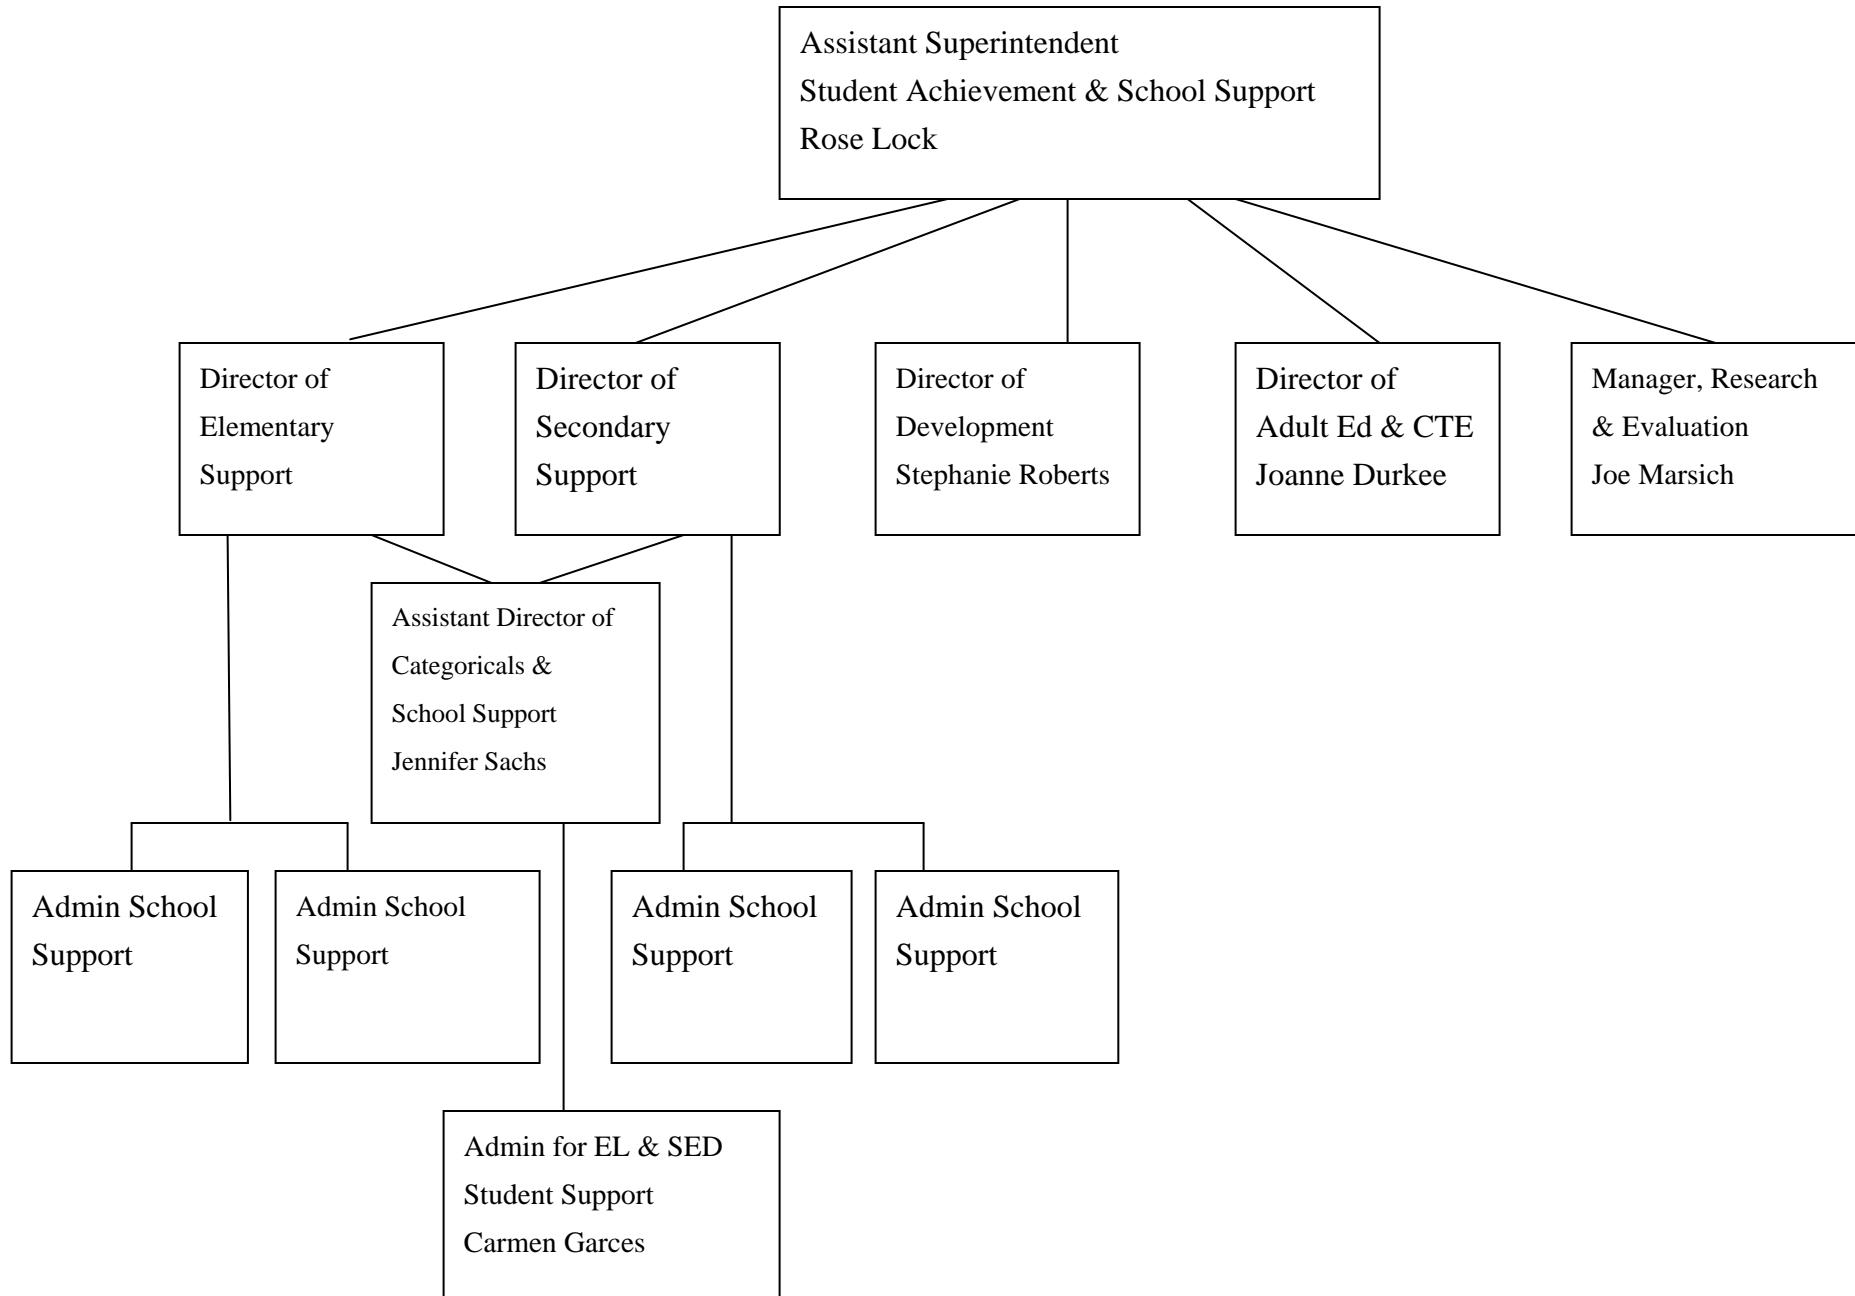 Assistant Superintendent
Student Achievement & School Support
Rose Lock
Director of
Elementary
Support
Director of
Secondary
Support
Director of
Development
Stephanie Roberts
Director of
Adult Ed & CTE
Joanne Durkee
Manager, Research
& Evaluation
Joe Marsich
Assistant Director of
Categoricals &
School Support
Jennifer Sachs
Admin School
Support
Admin School
Support
Admin School
Support
Admin School
Support
Admin for EL & SED
Student Support
Carmen Garces